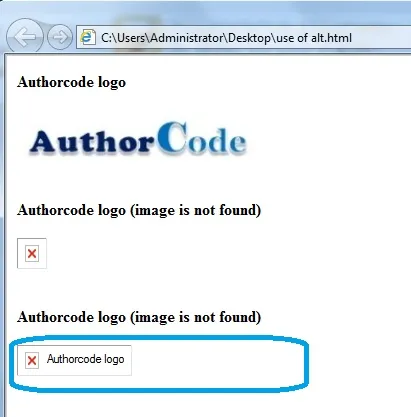 C:\Users\Administrator\Desktop\use of alt.html
Authorcode logo
AuthorCode
Authorcode logo (image is not found)
Authorcode logo (image is not found)
Authorcode logo